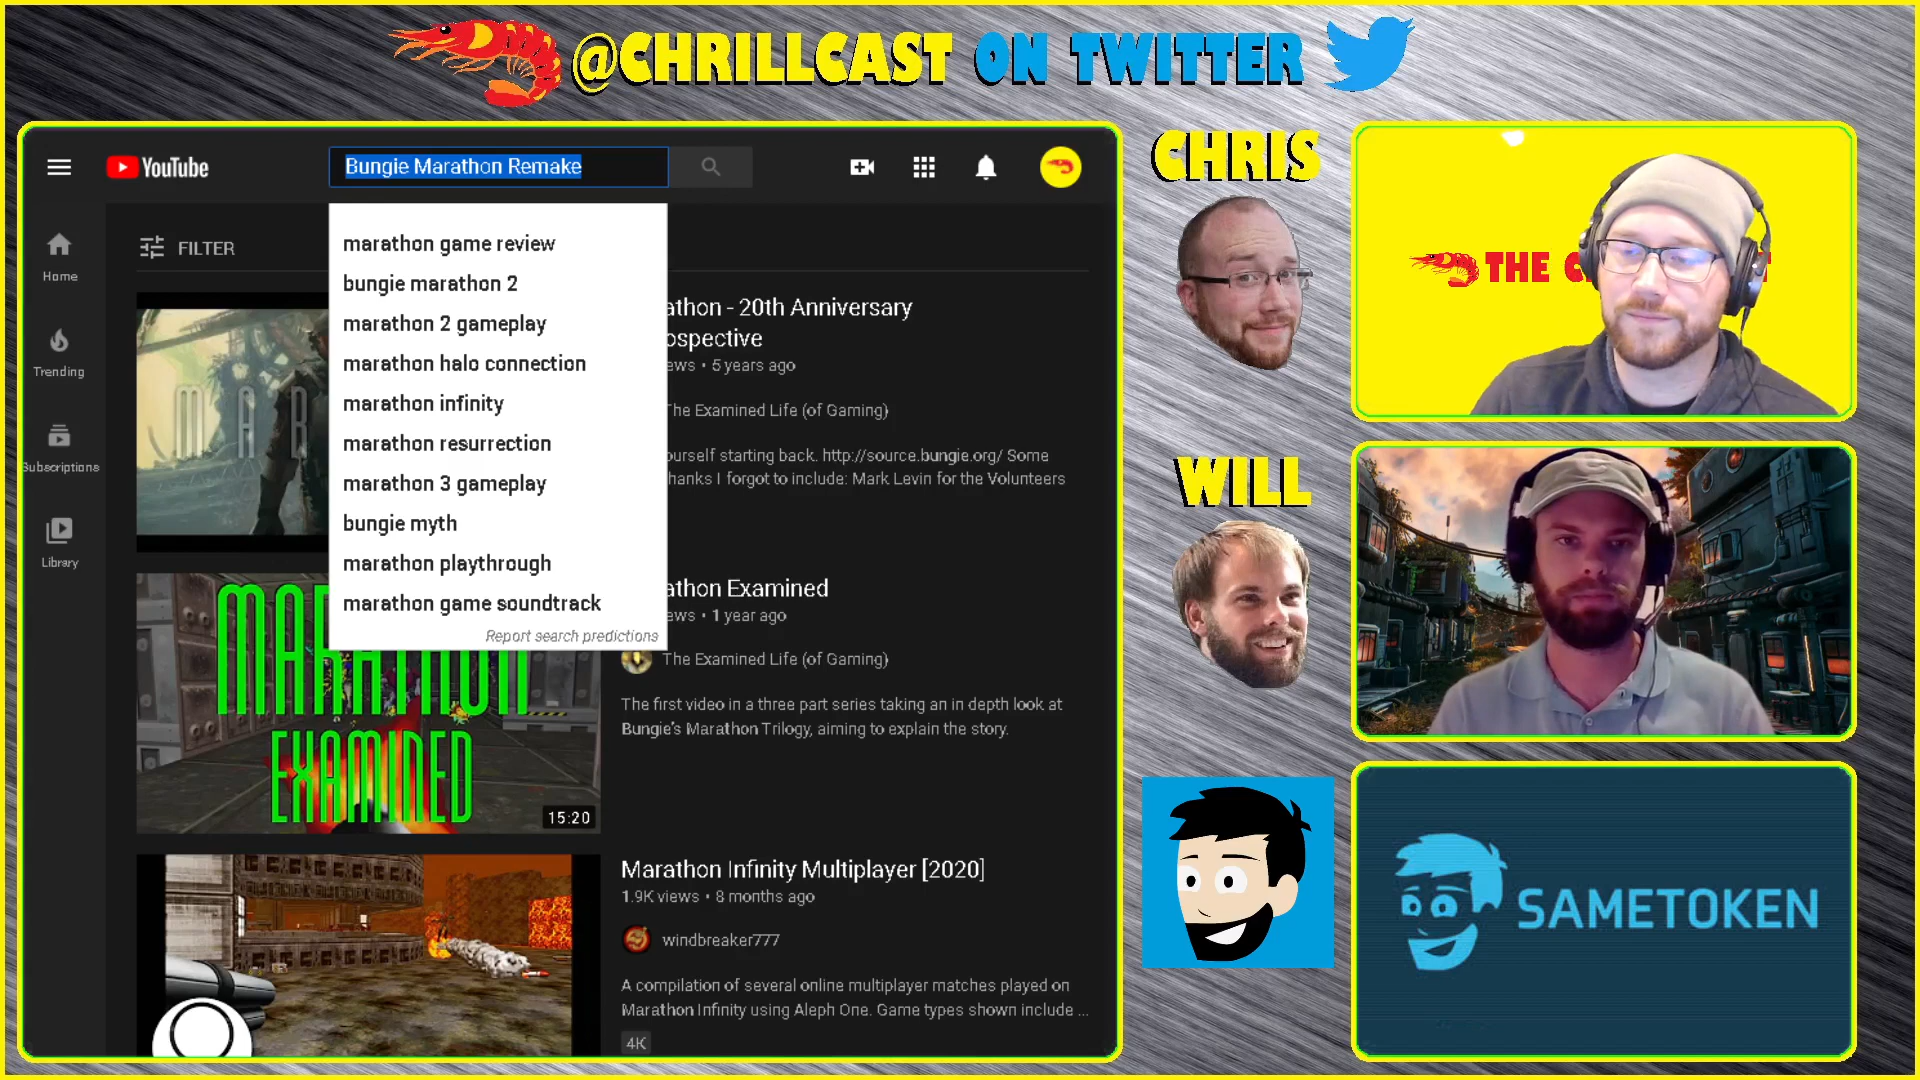 @CHRILLCAST ON TWITTER
YouTube
Bungie Marathon Remake
CHRIS
THE
Home
FILTER
marathon game review
bungie marathon 2
marathon 2 gameplay
marathon halo connection
marathon infinity
marathon resurrection
marathon 3 gameplay
bungie myth
marathon playthrough
marathon game soundtrack
Report search predictions
Trending
Subscriptions
Library
athon - 20th Anniversary
ospective
ews • 5 years ago
The Examined Life (of Gaming)
ourself starting back. http://source.bungie.org/ Some
hanks I forgot to include: Mark Levin for the Volunteers
WILL
MAR
athon Examined
ews • 1 year ago
The Examined Life (of Gaming)
The first video in a three part series taking an in depth look at
Bungie's Marathon Trilogy, aiming to explain the story.
MARATHON
EXAMINED
15:20
Marathon Infinity Multiplayer [2020]
1.9K views • 8 months ago
windbreaker777
A compilation of several online multiplayer matches played on
Marathon Infinity using Aleph One. Game types shown include ...
4K
SAMETOKEN